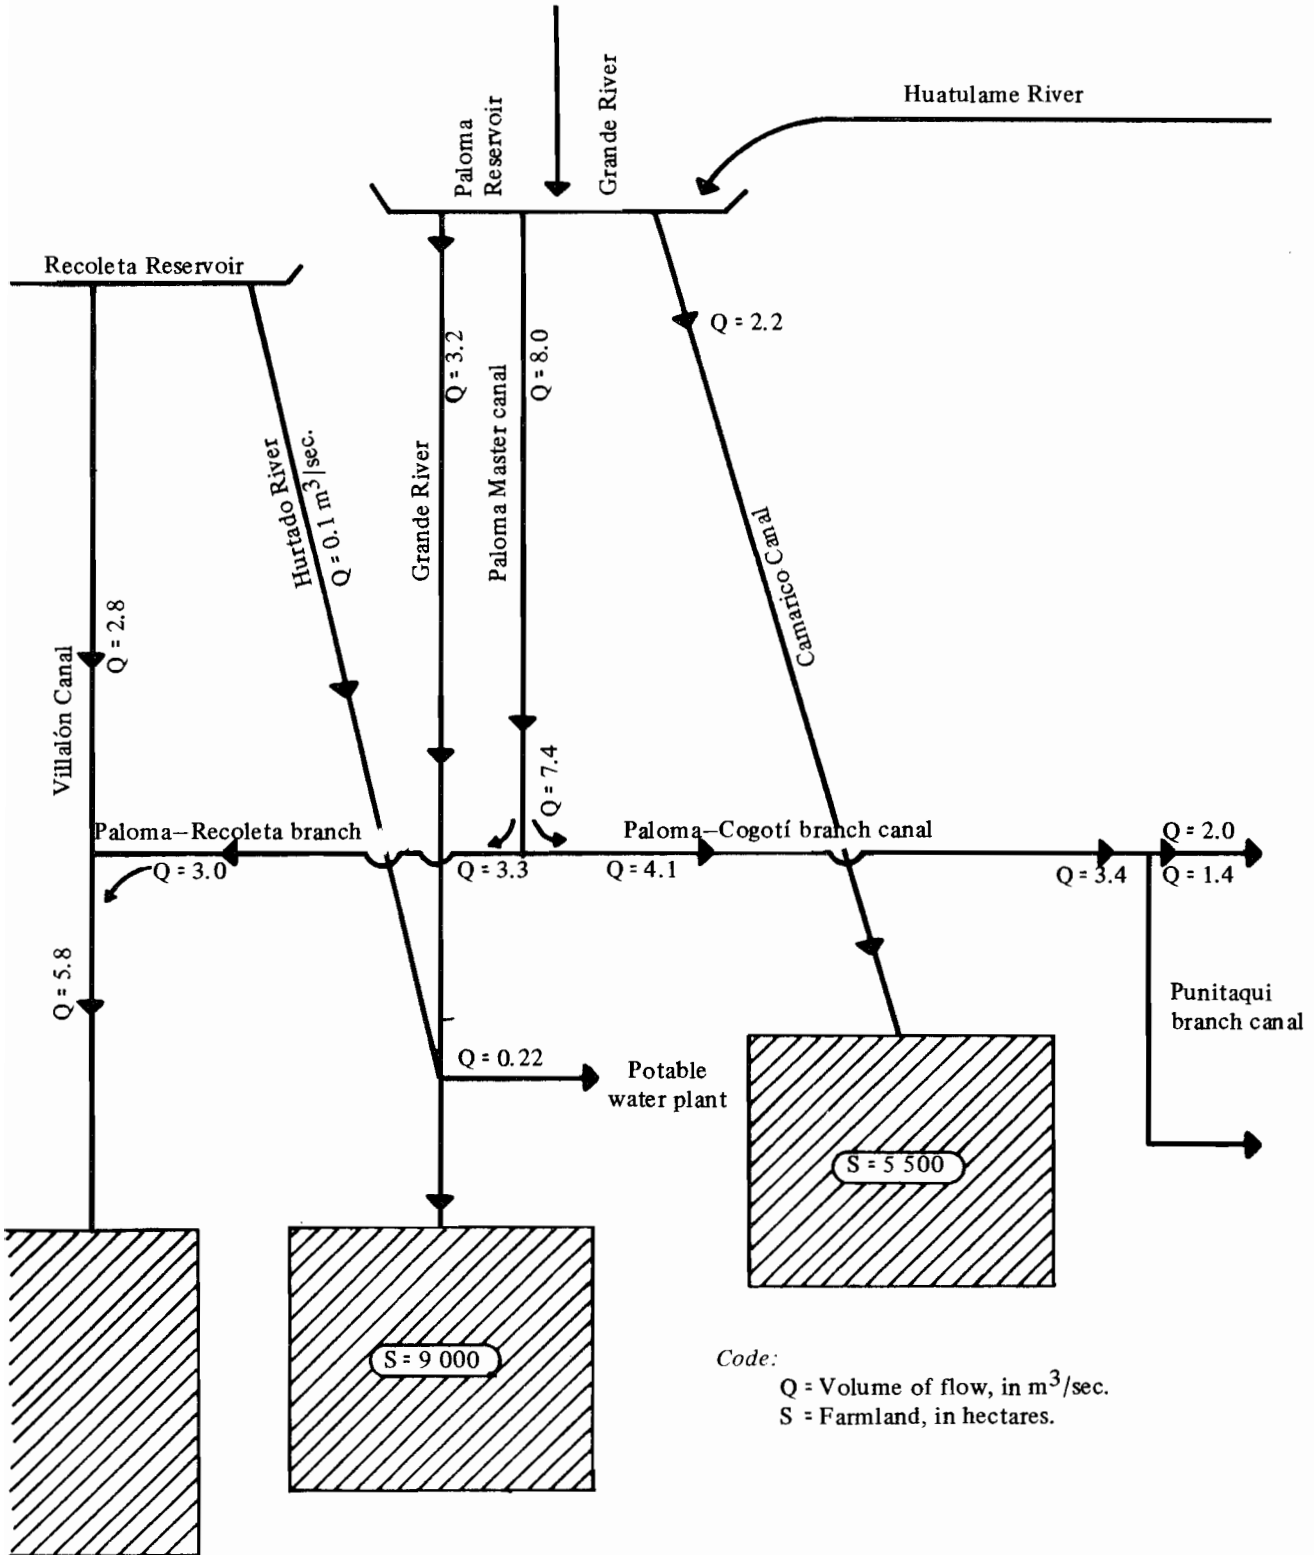 Huatulame River
Grande River
Paloma
Reservoir
Recoleta Reservoir
Q = 2.2
Q = 3.2
Q = 8.0
Hurtado River
Q = 0.1 m³/sec.
Grande River
Paloma Master canal
Camarico Canal
Q = 2.8
Villalón Canal
Q = 7.4
Paloma–Recoleta branch
Paloma–Cogotí branch canal
Q = 2.0
Q = 3.0
Q = 3.3
Q = 4.1
Q = 3.4
Q = 1.4
Q = 5.8
Punitaqui
branch canal
Q = 0.22
Potable
water plant
S = 5 500
S = 9 000
Code:
Q = Volume of flow, in m³/sec.
S = Farmland, in hectares.